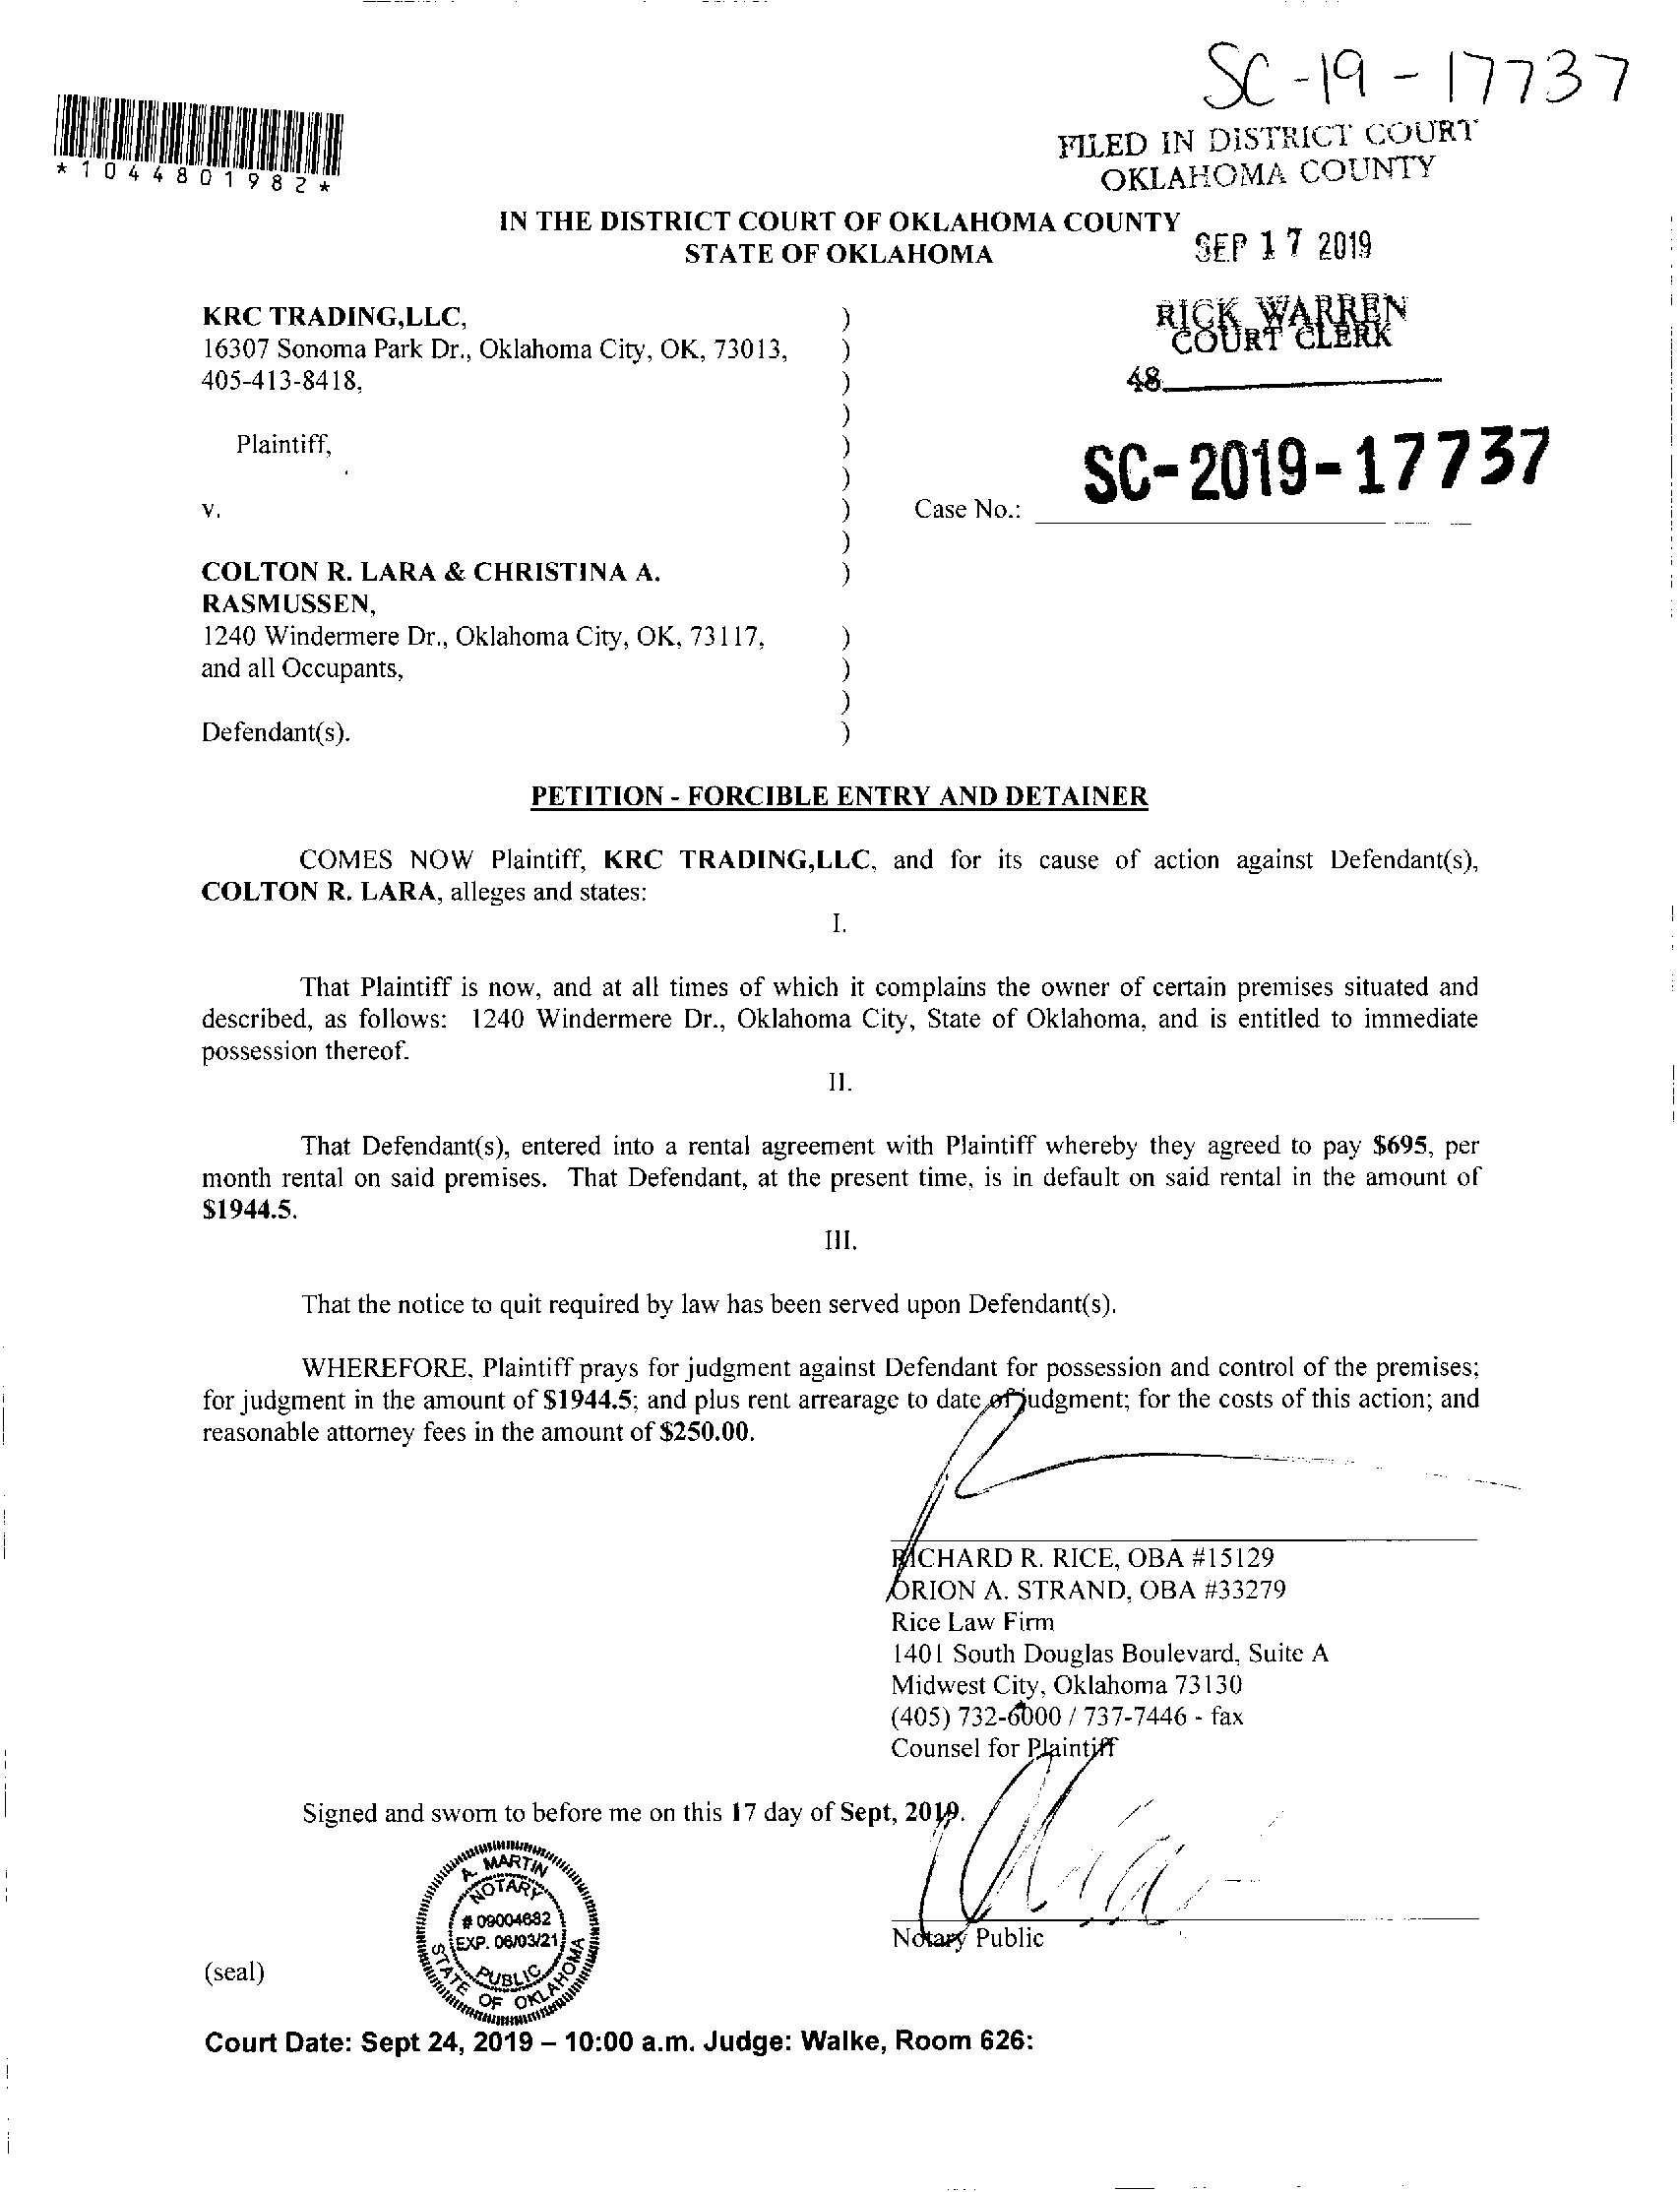 SC-19-17737
*1044801982*
FILED IN DISTRICT COURT
OKLAHOMA COUNTY
IN THE DISTRICT COURT OF OKLAHOMA COUNTY
STATE OF OKLAHOMA
SEP 17 2019
KRC TRADING,LLC, )
16307 Sonoma Park Dr., Oklahoma City, OK, 73013, )
405-413-8418, )
)
Plaintiff, )
)
v. )
)
COLTON R. LARA & CHRISTINA A. )
RASMUSSEN,
1240 Windermere Dr., Oklahoma City, OK, 73117, )
and all Occupants, )
)
Defendant(s). )
RICK WARREN
COURT CLERK
48
SC-2019-17737
Case No.:
PETITION - FORCIBLE ENTRY AND DETAINER
COMES NOW Plaintiff, KRC TRADING,LLC, and for its cause of action against Defendant(s),
COLTON R. LARA, alleges and states:
I.
That Plaintiff is now, and at all times of which it complains the owner of certain premises situated and
described, as follows: 1240 Windermere Dr., Oklahoma City, State of Oklahoma, and is entitled to immediate
possession thereof.
II.
That Defendant(s), entered into a rental agreement with Plaintiff whereby they agreed to pay $695, per
month rental on said premises. That Defendant, at the present time, is in default on said rental in the amount of
$1944.5.
III.
That the notice to quit required by law has been served upon Defendant(s).
WHEREFORE, Plaintiff prays for judgment against Defendant for possession and control of the premises;
for judgment in the amount of $1944.5; and plus rent arrearage to date of judgment; for the costs of this action; and
reasonable attorney fees in the amount of $250.00.
RICHARD R. RICE, OBA #15129
ORION A. STRAND, OBA #33279
Rice Law Firm
1401 South Douglas Boulevard, Suite A
Midwest City, Oklahoma 73130
(405) 732-6000 / 737-7446 - fax
Counsel for Plaintiff
Signed and sworn to before me on this 17 day of Sept, 2019.
A. MARTIN
NOTARY
# 09004682
EXP. 06/03/21
PUBLIC
STATE OF OKLAHOMA
Notary Public
(seal)
Court Date: Sept 24, 2019 – 10:00 a.m. Judge: Walke, Room 626: